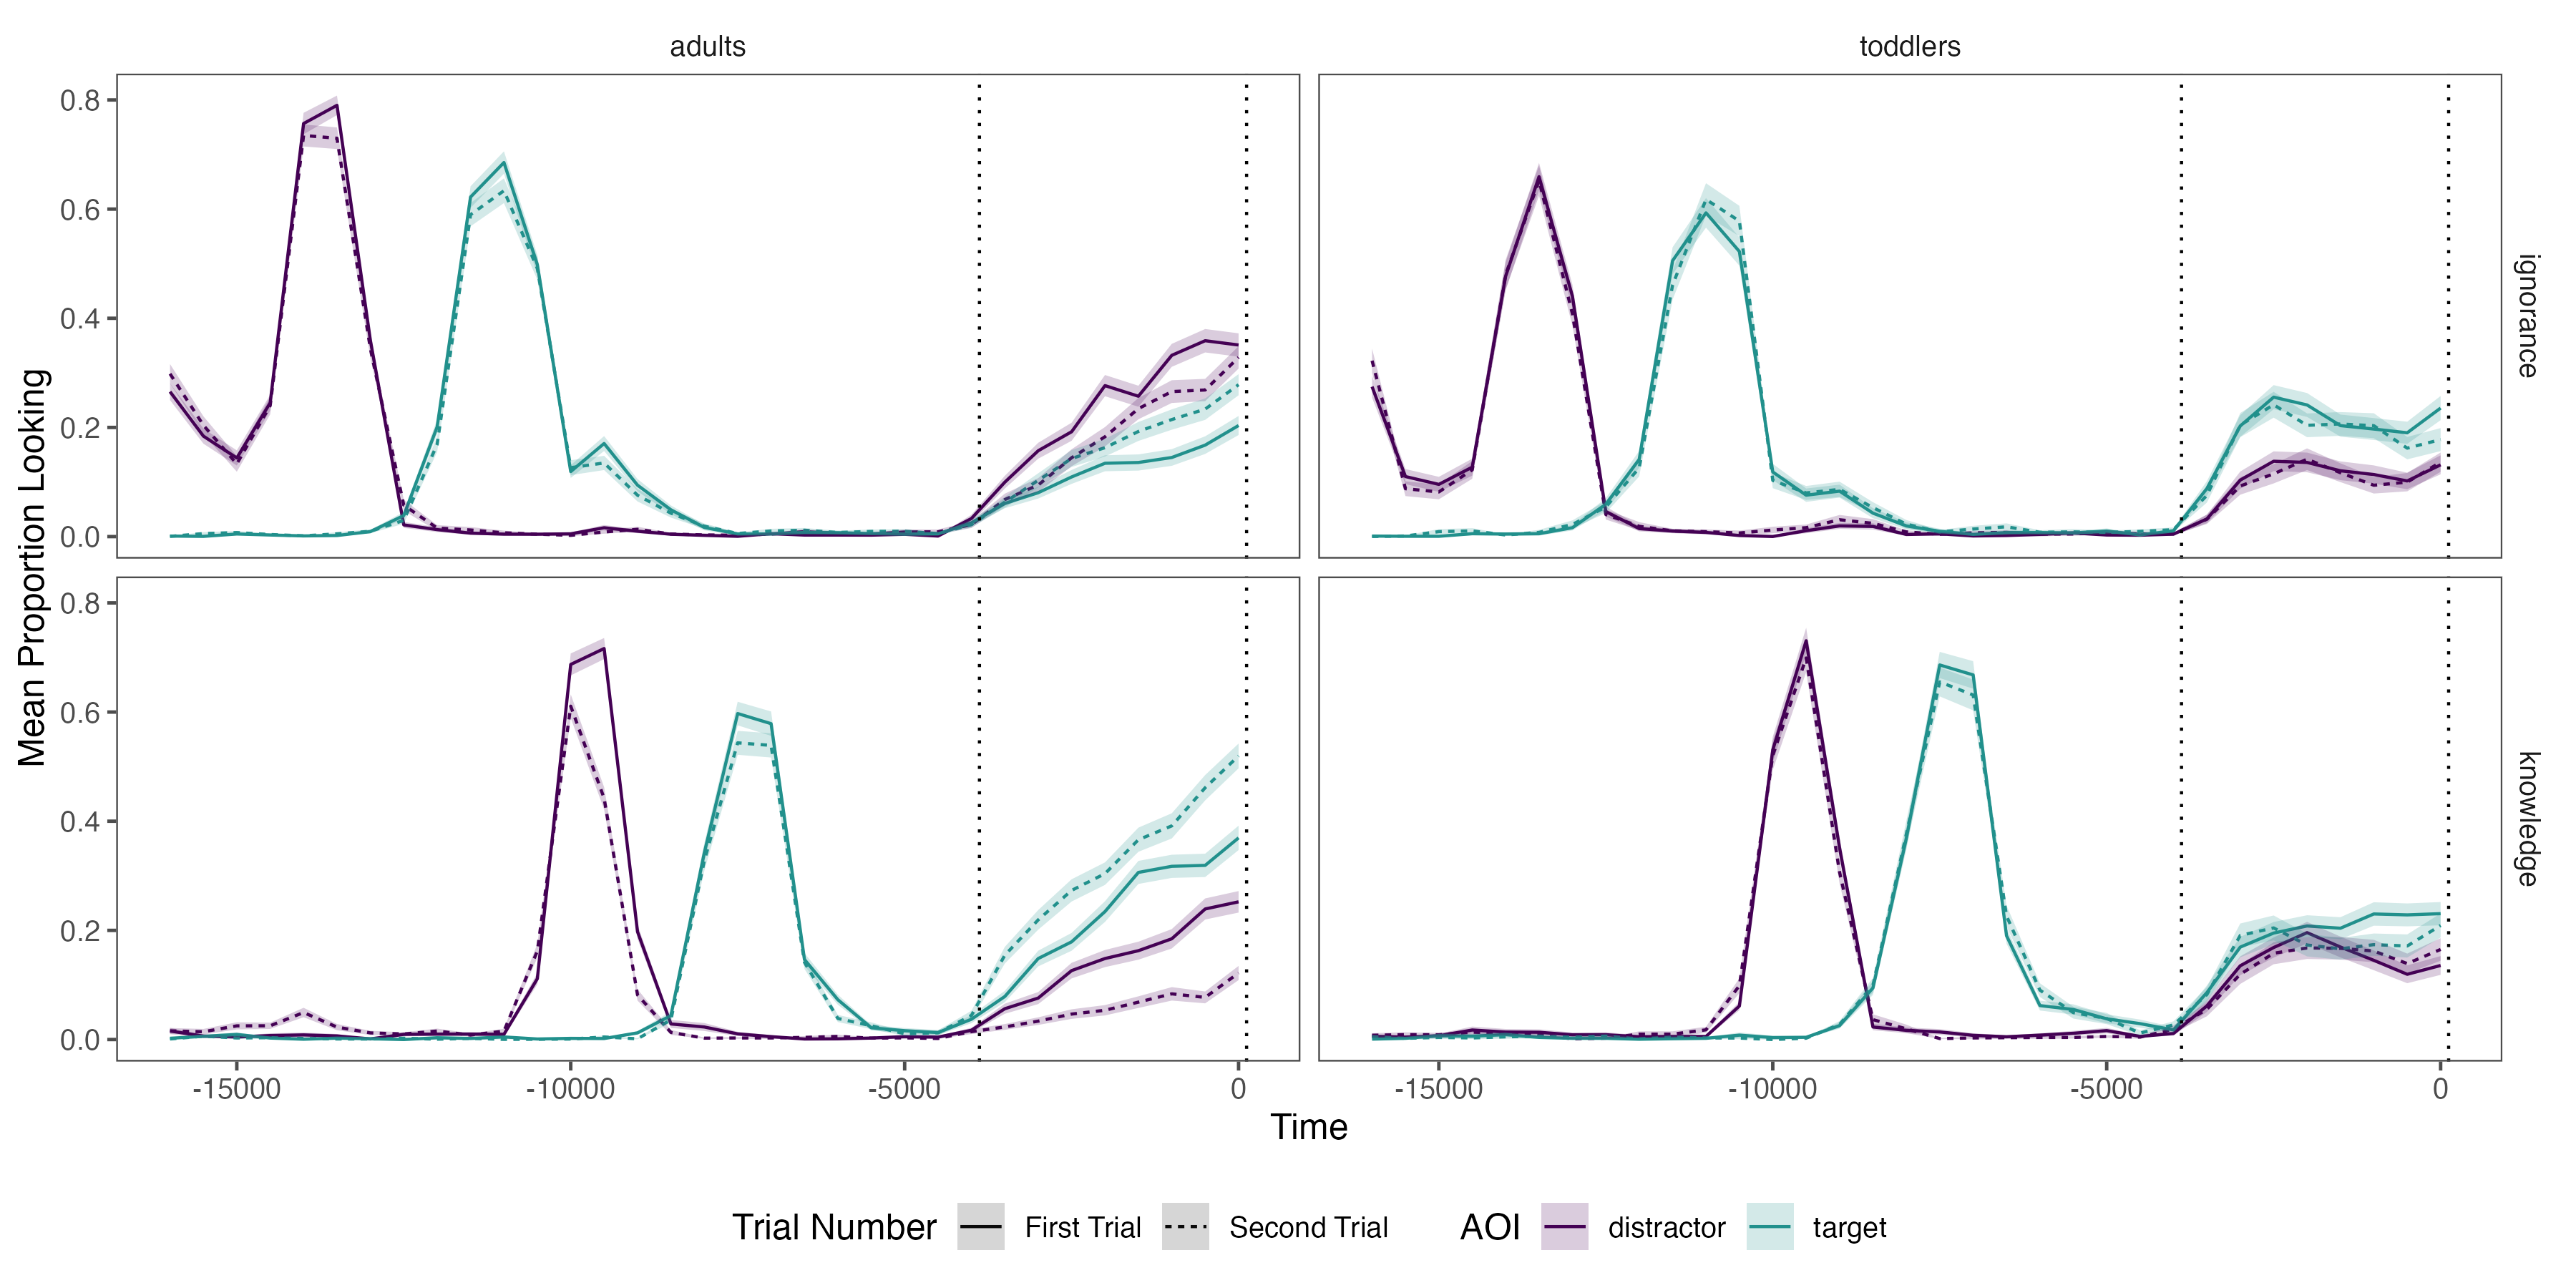 adults toddlers
0.8
0.6
0.4
0.2
0.0
ignorance
0.8
0.6
0.4
0.2
0.0
knowledge
Mean Proportion Looking
-15000 -10000 -5000 0 -15000 -10000 -5000 0
Time
Trial Number First Trial Second Trial AOI distractor target